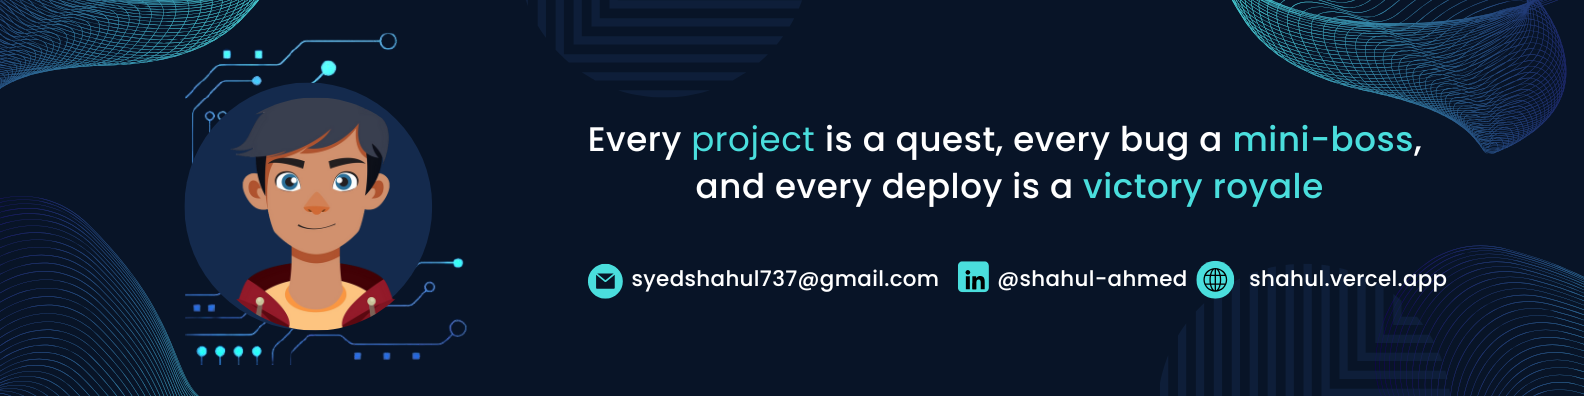 Every project is a quest, every bug a mini-boss,
and every deploy is a victory royale
syedshahul737@gmail.com in @shahul-ahmed shahul.vercel.app